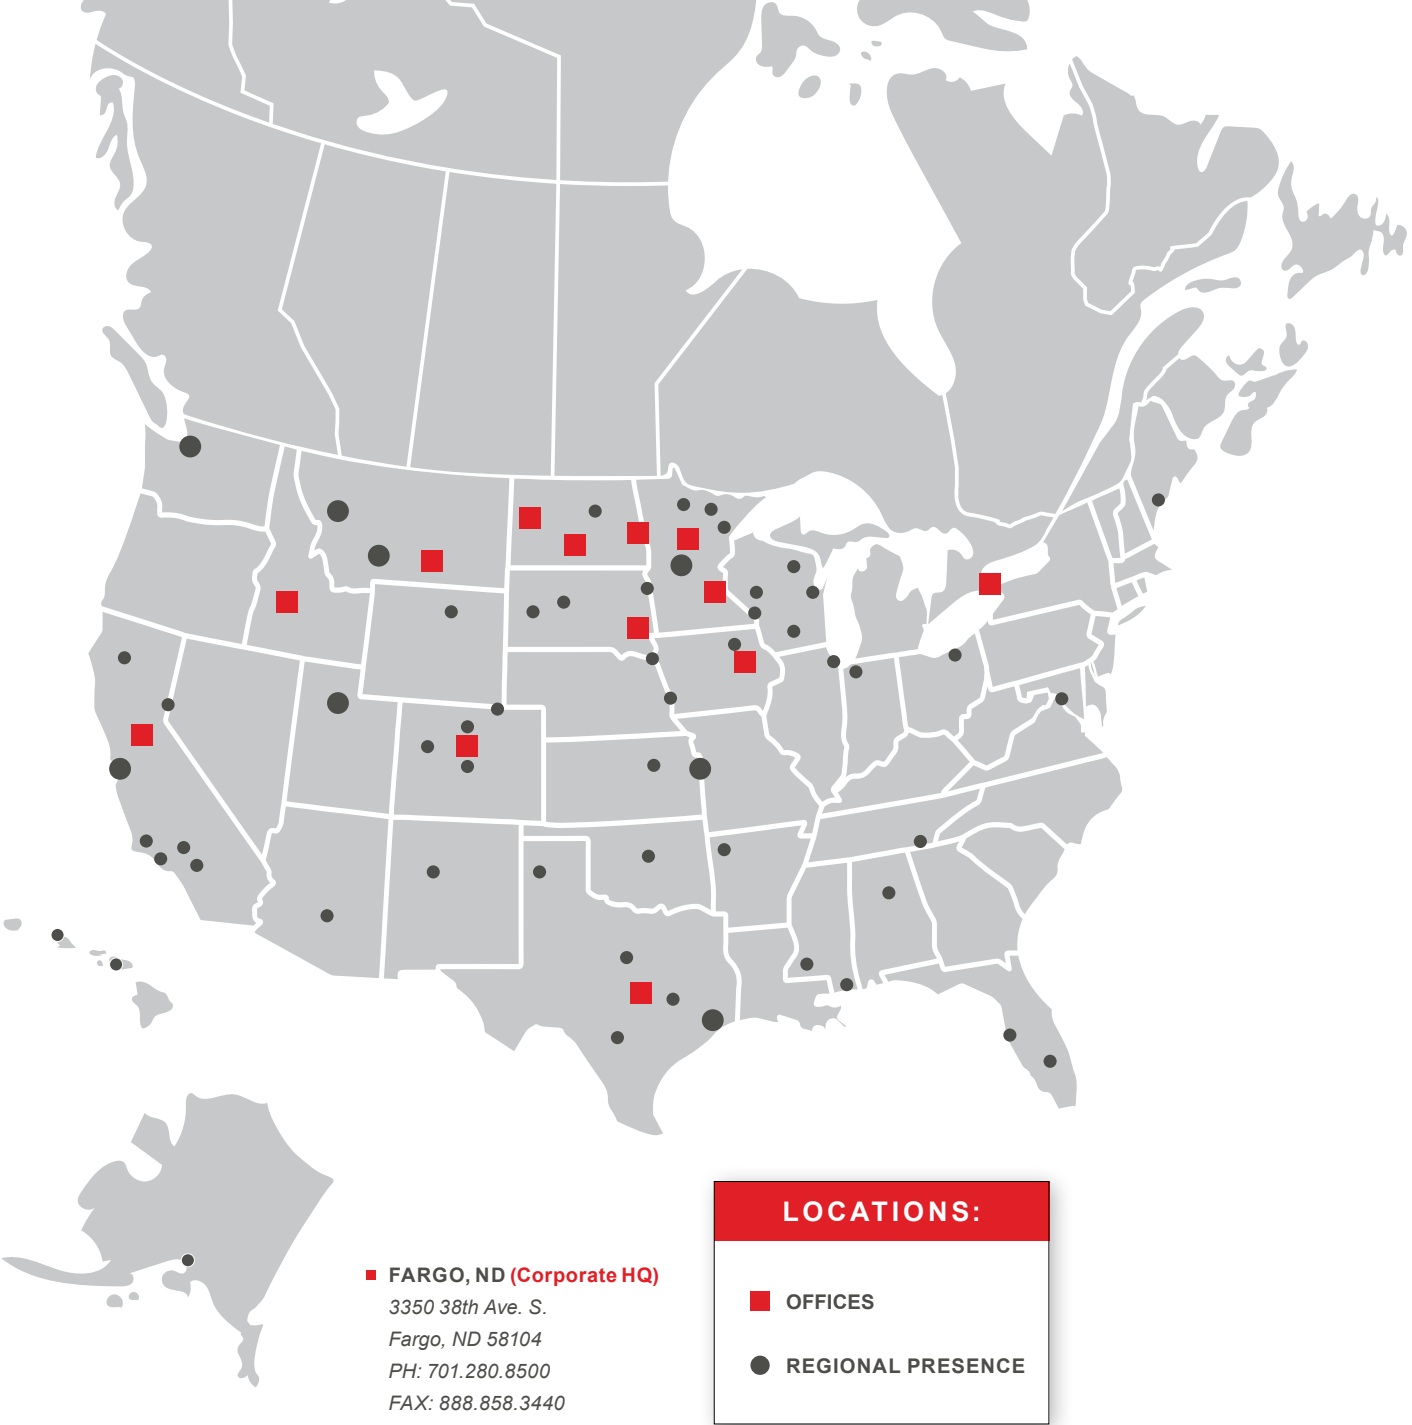 FARGO, ND (Corporate HQ)
3350 38th Ave. S.
Fargo, ND 58104
PH: 701.280.8500
FAX: 888.858.3440
LOCATIONS:
OFFICES
REGIONAL PRESENCE